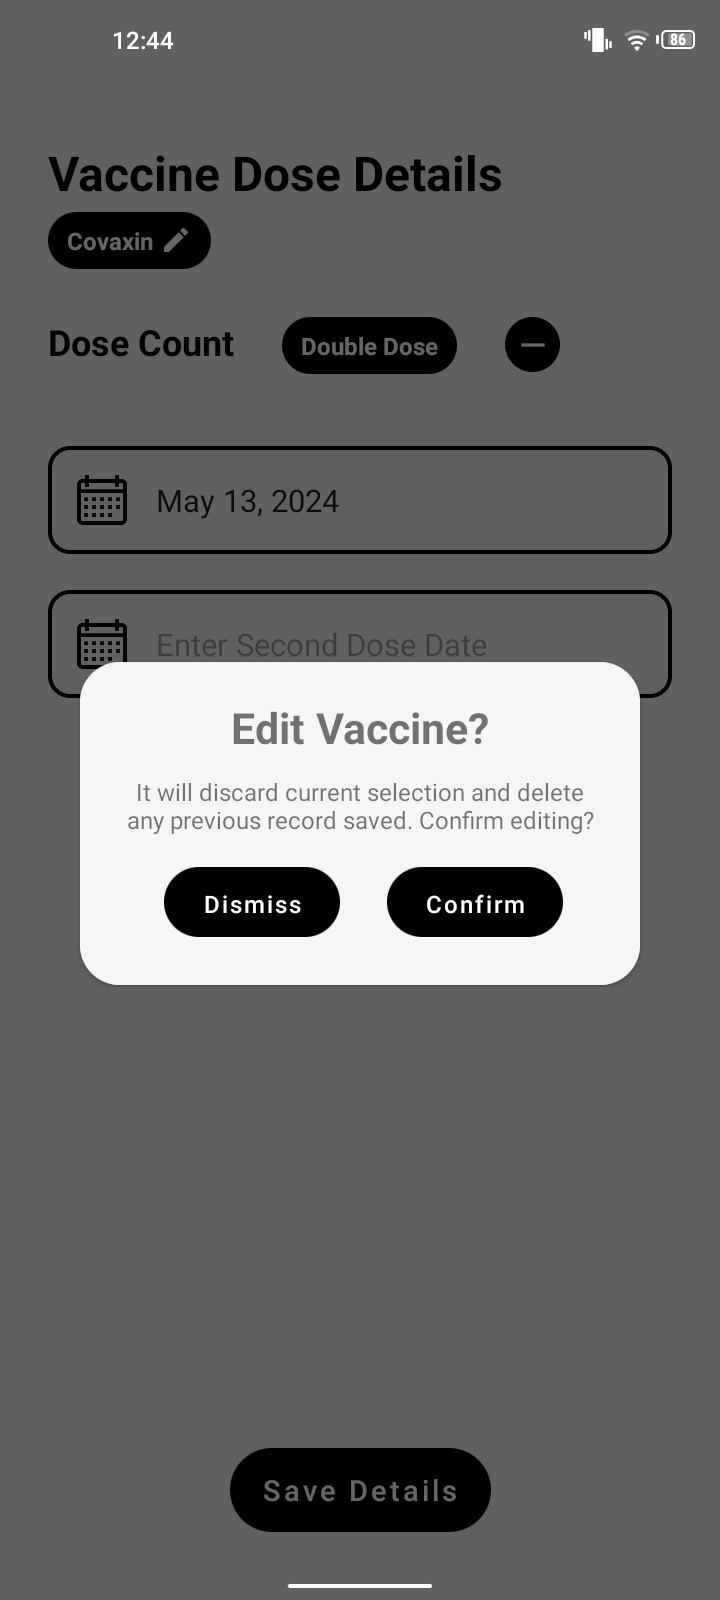 12:44
86
Vaccine Dose Details
Covaxin
Dose Count
Double Dose
May 13, 2024
Enter Second Dose Date
Edit Vaccine?
It will discard current selection and delete
any previous record saved. Confirm editing?
Dismiss
Confirm
Save Details